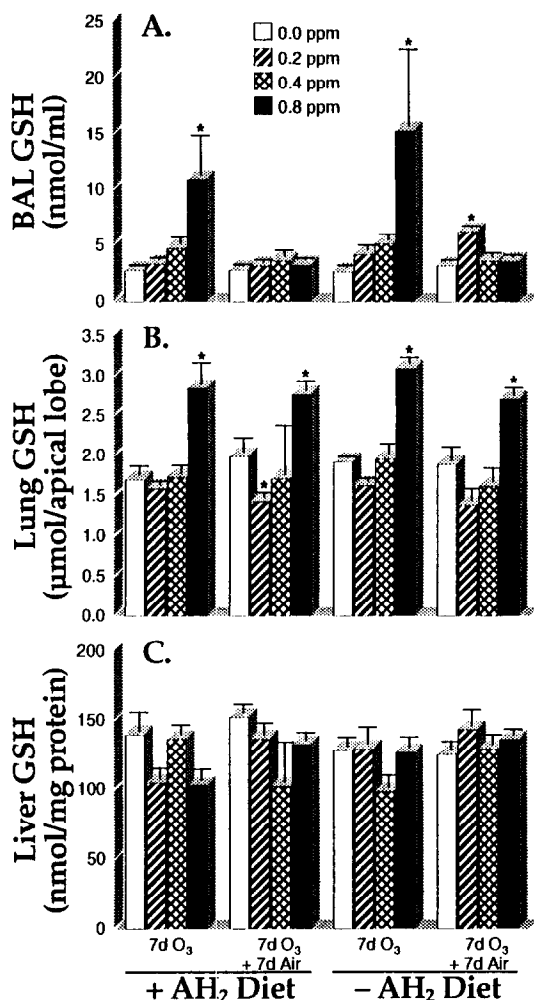 A.
0.0 ppm
0.2 ppm
0.4 ppm
0.8 ppm
BAL GSH
(nmol/ml)
25
20
15
10
5
0
*
*
*
B.
Lung GSH
(µmol/apical lobe)
3.5
3.0
2.5
2.0
1.5
1.0
0.5
0.0
*
*
*
*
*
C.
Liver GSH
(nmol/mg protein)
200
150
100
50
0
7d O₃
7d O₃
+ 7d Air
7d O₃
7d O₃
+ 7d Air
+ AH₂ Diet
– AH₂ Diet